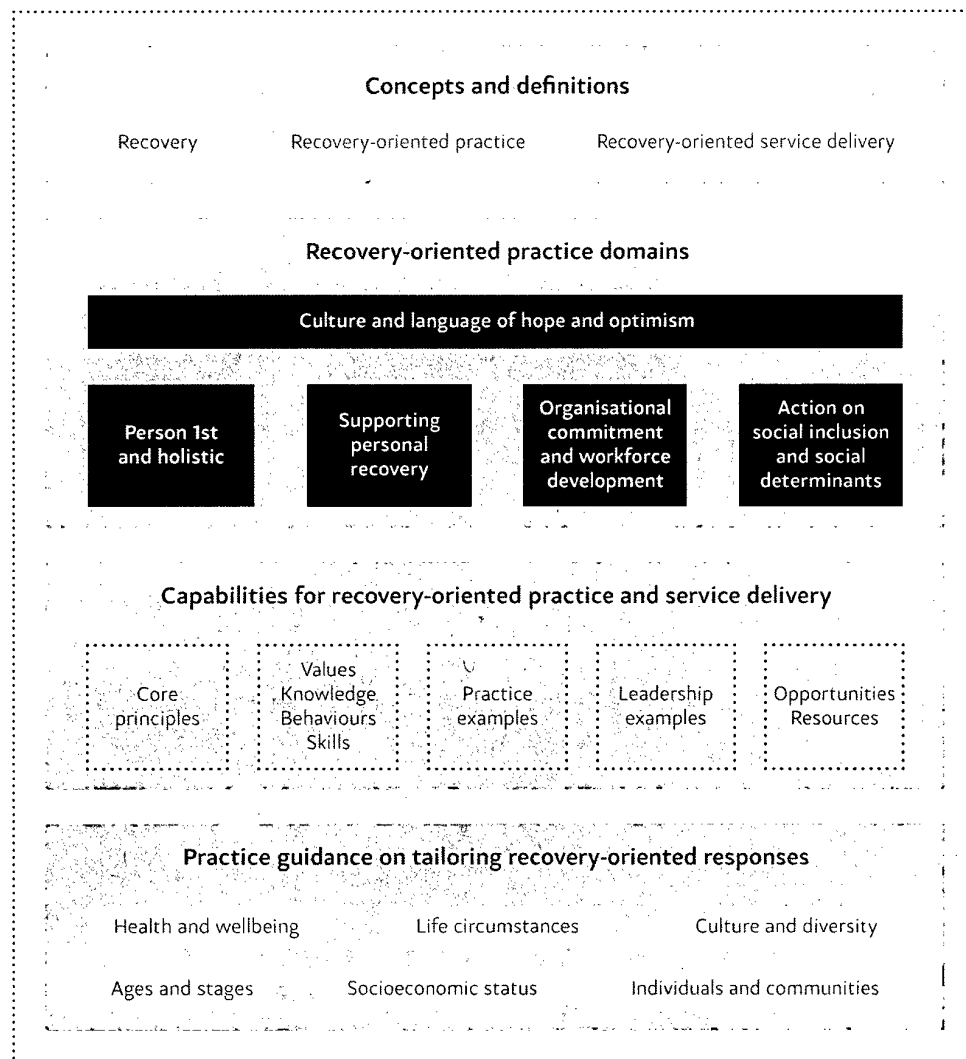 Concepts and definitions
Recovery Recovery-oriented practice Recovery-oriented service delivery
Recovery-oriented practice domains
Culture and language of hope and optimism
Person 1st
and holistic
Supporting
personal
recovery
Organisational
commitment
and workforce
development
Action on
social inclusion
and social
determinants
Capabilities for recovery-oriented practice and service delivery
Core
principles
Values
Knowledge
Behaviours
Skills
Practice
examples
Leadership
examples
Opportunities
Resources
Practice guidance on tailoring recovery-oriented responses
Health and wellbeing Life circumstances Culture and diversity
Ages and stages Socioeconomic status Individuals and communities